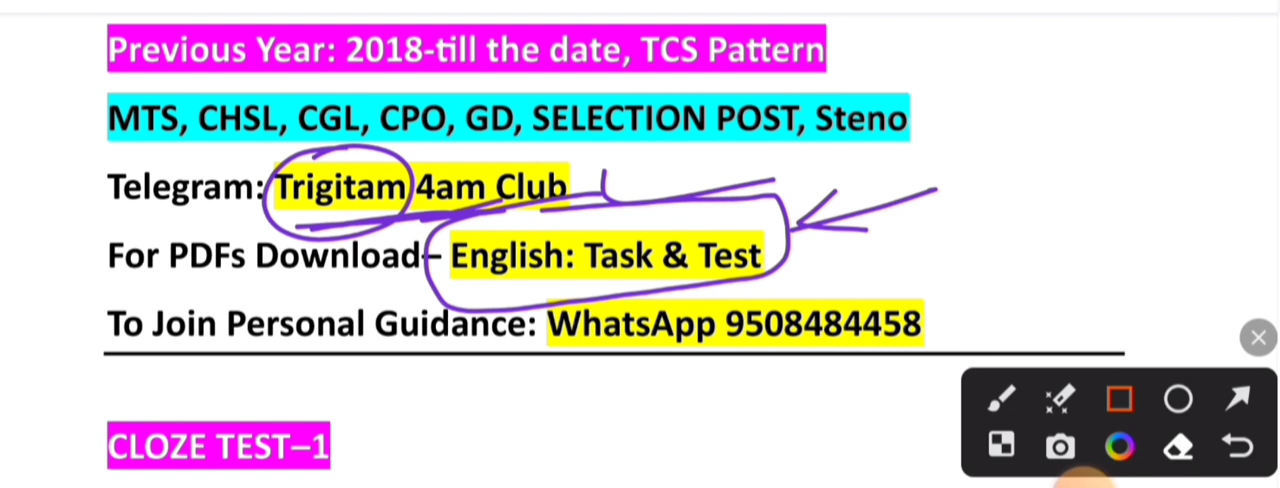 Previous Year: 2018-till the date, TCS Pattern
MTS, CHSL, CGL, CPO, GD, SELECTION POST, Steno
Telegram: Trigitam 4am Club
For PDFs Download– English: Task & Test
To Join Personal Guidance: WhatsApp 9508484458
CLOZE TEST–1